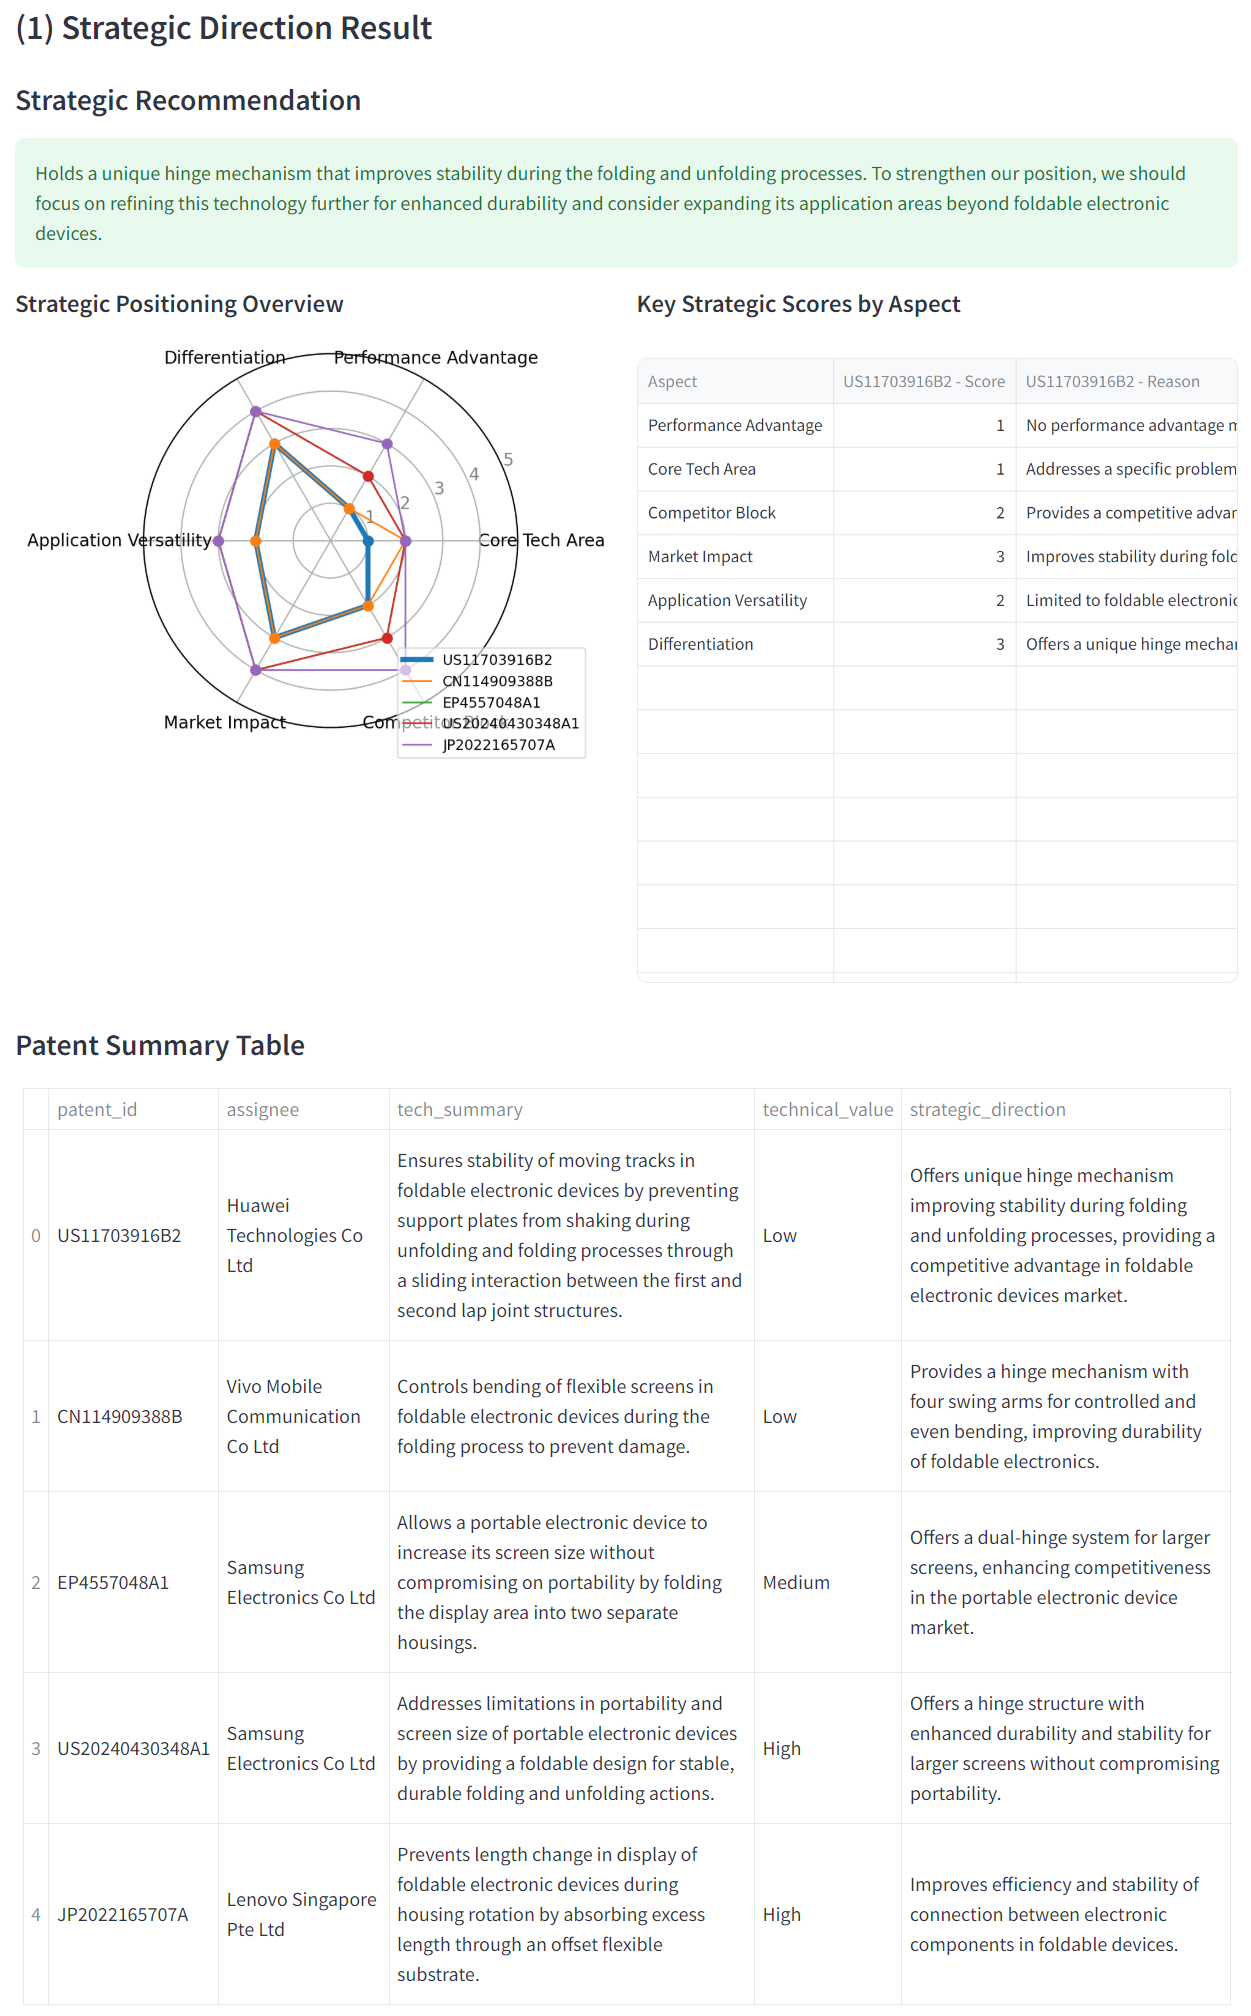 (1) Strategic Direction Result
Strategic Recommendation
Holds a unique hinge mechanism that improves stability during the folding and unfolding processes. To strengthen our position, we should
focus on refining this technology further for enhanced durability and consider expanding its application areas beyond foldable electronic
devices.
Strategic Positioning Overview
Differentiation
Performance Advantage
5
4
3
2
1
Application Versatility
Core Tech Area
Market Impact
Competitor Block
US11703916B2
CN114909388B
EP4557048A1
US20240430348A1
JP2022165707A
Key Strategic Scores by Aspect
Aspect US11703916B2 - Score US11703916B2 - Reason
Performance Advantage 1 No performance advantage
Core Tech Area 1 Addresses a specific problem
Competitor Block 2 Provides a competitive
Market Impact 3 Improves stability during
Application Versatility 2 Limited to foldable
Differentiation 3 Offers a unique hinge
Patent Summary Table
patent_id assignee tech_summary technical_value strategic_direction
0
US11703916B2
Huawei
Technologies Co
Ltd
Ensures stability of moving tracks in
foldable electronic devices by preventing
support plates from shaking during
unfolding and folding processes through
a sliding interaction between the first and
second lap joint structures.
Low
Offers unique hinge mechanism
improving stability during folding
and unfolding processes, providing a
competitive advantage in foldable
electronic devices market.
1
CN114909388B
Vivo Mobile
Communication
Co Ltd
Controls bending of flexible screens in
foldable electronic devices during the
folding process to prevent damage.
Low
Provides a hinge mechanism with
four swing arms for controlled and
even bending, improving durability
of foldable electronics.
2
EP4557048A1
Samsung
Electronics Co Ltd
Allows a portable electronic device to
increase its screen size without
compromising on portability by folding
the display area into two separate
housings.
Medium
Offers a dual-hinge system for larger
screens, enhancing competitiveness
in the portable electronic device
market.
3
US20240430348A1
Samsung
Electronics Co Ltd
Addresses limitations in portability and
screen size of portable electronic devices
by providing a foldable design for stable,
durable folding and unfolding actions.
High
Offers a hinge structure with
enhanced durability and stability for
larger screens without compromising
portability.
4
JP2022165707A
Lenovo Singapore
Pte Ltd
Prevents length change in display of
foldable electronic devices during
housing rotation by absorbing excess
length through an offset flexible
substrate.
High
Improves efficiency and stability of
connection between electronic
components in foldable devices.